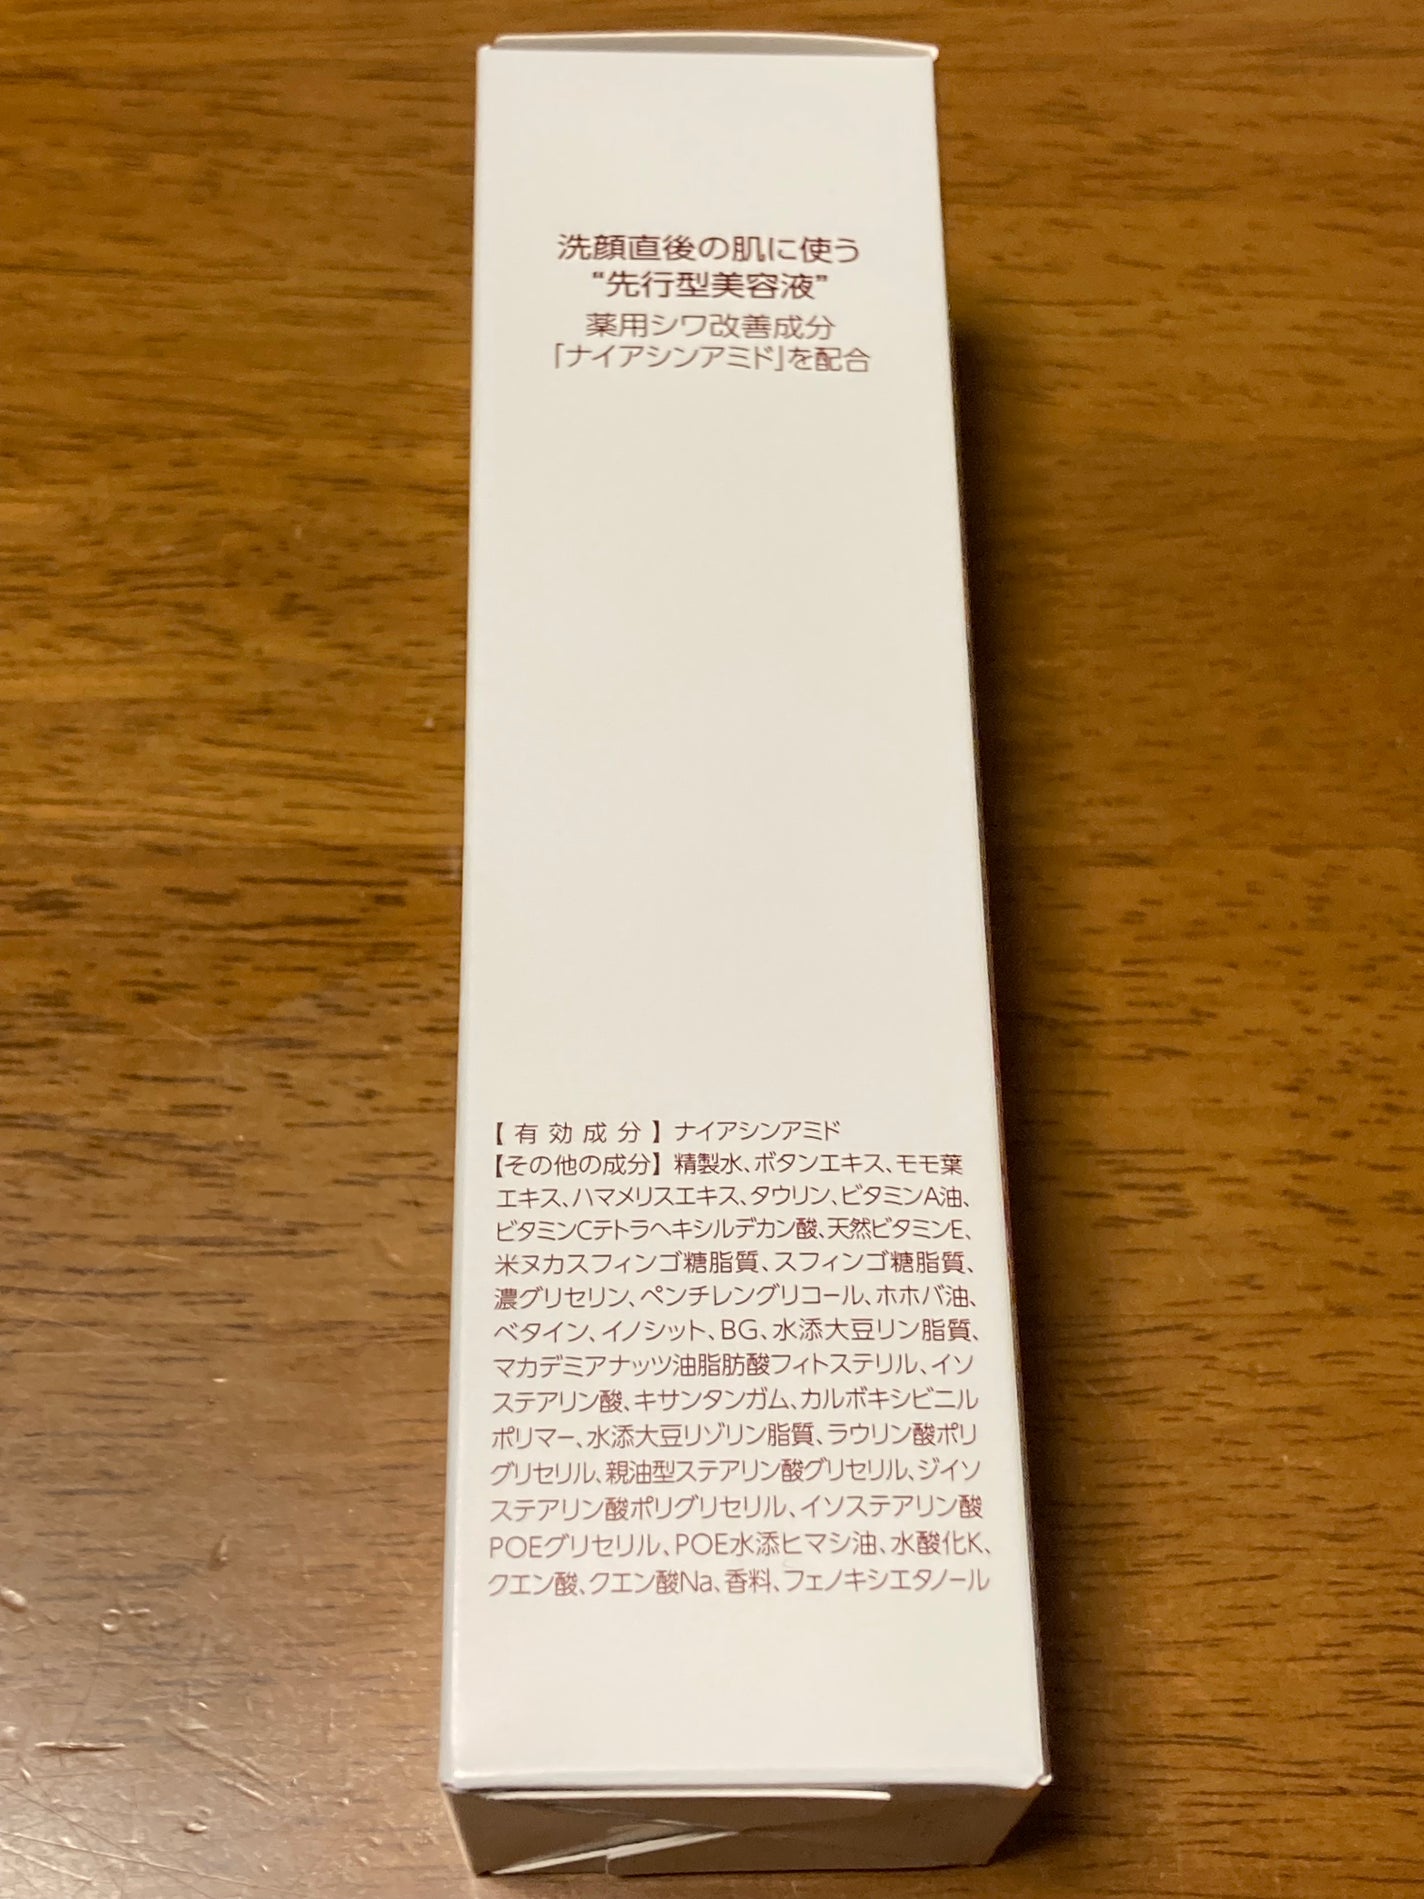 洗顔直後の肌に使う
“先行型美容液”
薬用シワ改善成分
「ナイアシンアミド」を配合
【有効成分】ナイアシンアミド
【その他の成分】精製水、ボタンエキス、モモ葉
エキス、ハマメリスエキス、タウリン、ビタミンA油、
ビタミンCテトラヘキシルデカン酸、天然ビタミンE、
米ヌカスフィンゴ糖脂質、スフィンゴ糖脂質、
濃グリセリン、ペンチレングリコール、ホホバ油、
ベタイン、イノシット、BG、水添大豆リン脂質、
マカデミアナッツ油脂肪酸フィトステリル、イソ
ステアリン酸、キサンタンガム、カルボキシビニル
ポリマー、水添大豆リゾリン脂質、ラウリン酸ポリ
グリセリル、親油型ステアリン酸グリセリル、ジイソ
ステアリン酸ポリグリセリル、イソステアリン酸
POEグリセリル、POE水添ヒマシ油、水酸化K、
クエン酸、クエン酸Na、香料、フェノキシエタノール